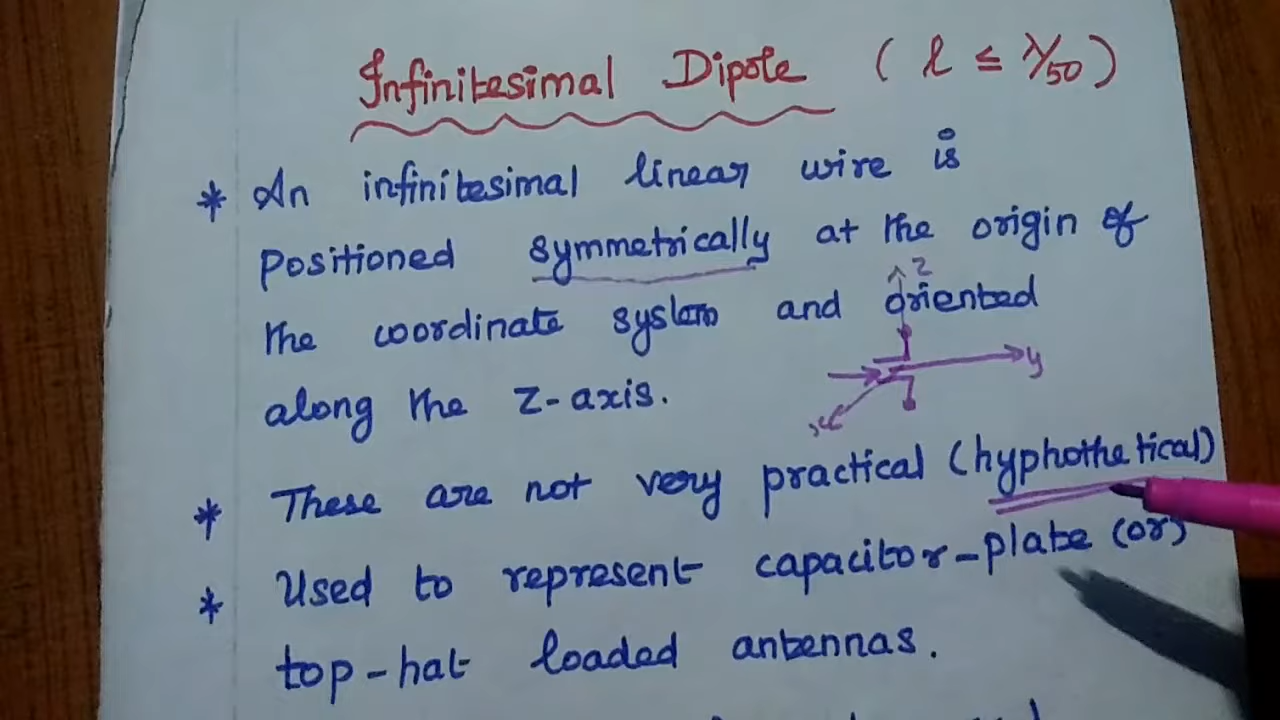 Infinitesimal Dipole ( l ≤ λ/50 )
* An infinitesimal linear wire is
positioned symmetrically at the origin of
the coordinate system and oriented
along the z-axis.
z
y
x
* These are not very practical (hyphothetical)
* Used to represent capacitor-plate (or)
top-hat loaded antennas.